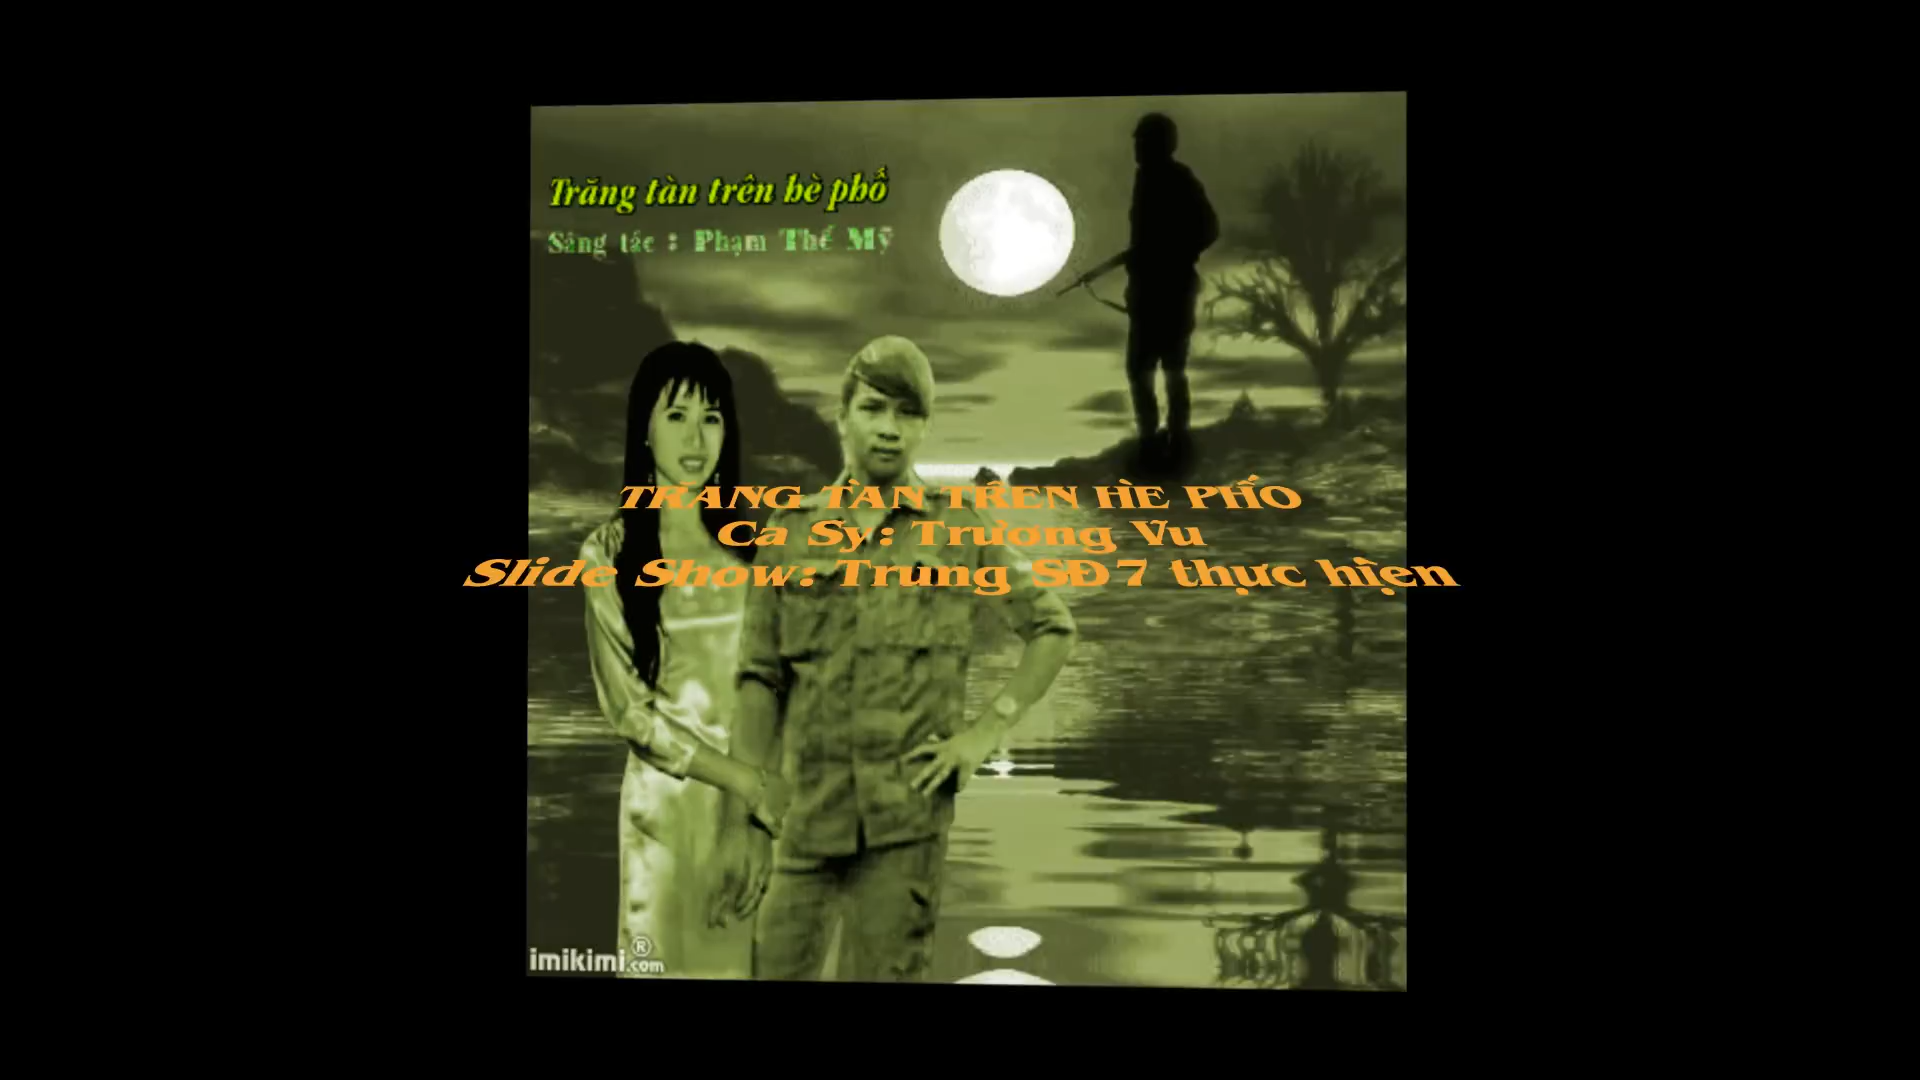 Trăng tàn trên hè phố
Sáng tác : Phạm Thế Mỹ
TRĂNG TÀN TRÊN HÈ PHỐ
Ca Sỹ: Trường Vũ
Slide Show: Trung SĐ7 thực hiện
imikimi.com®